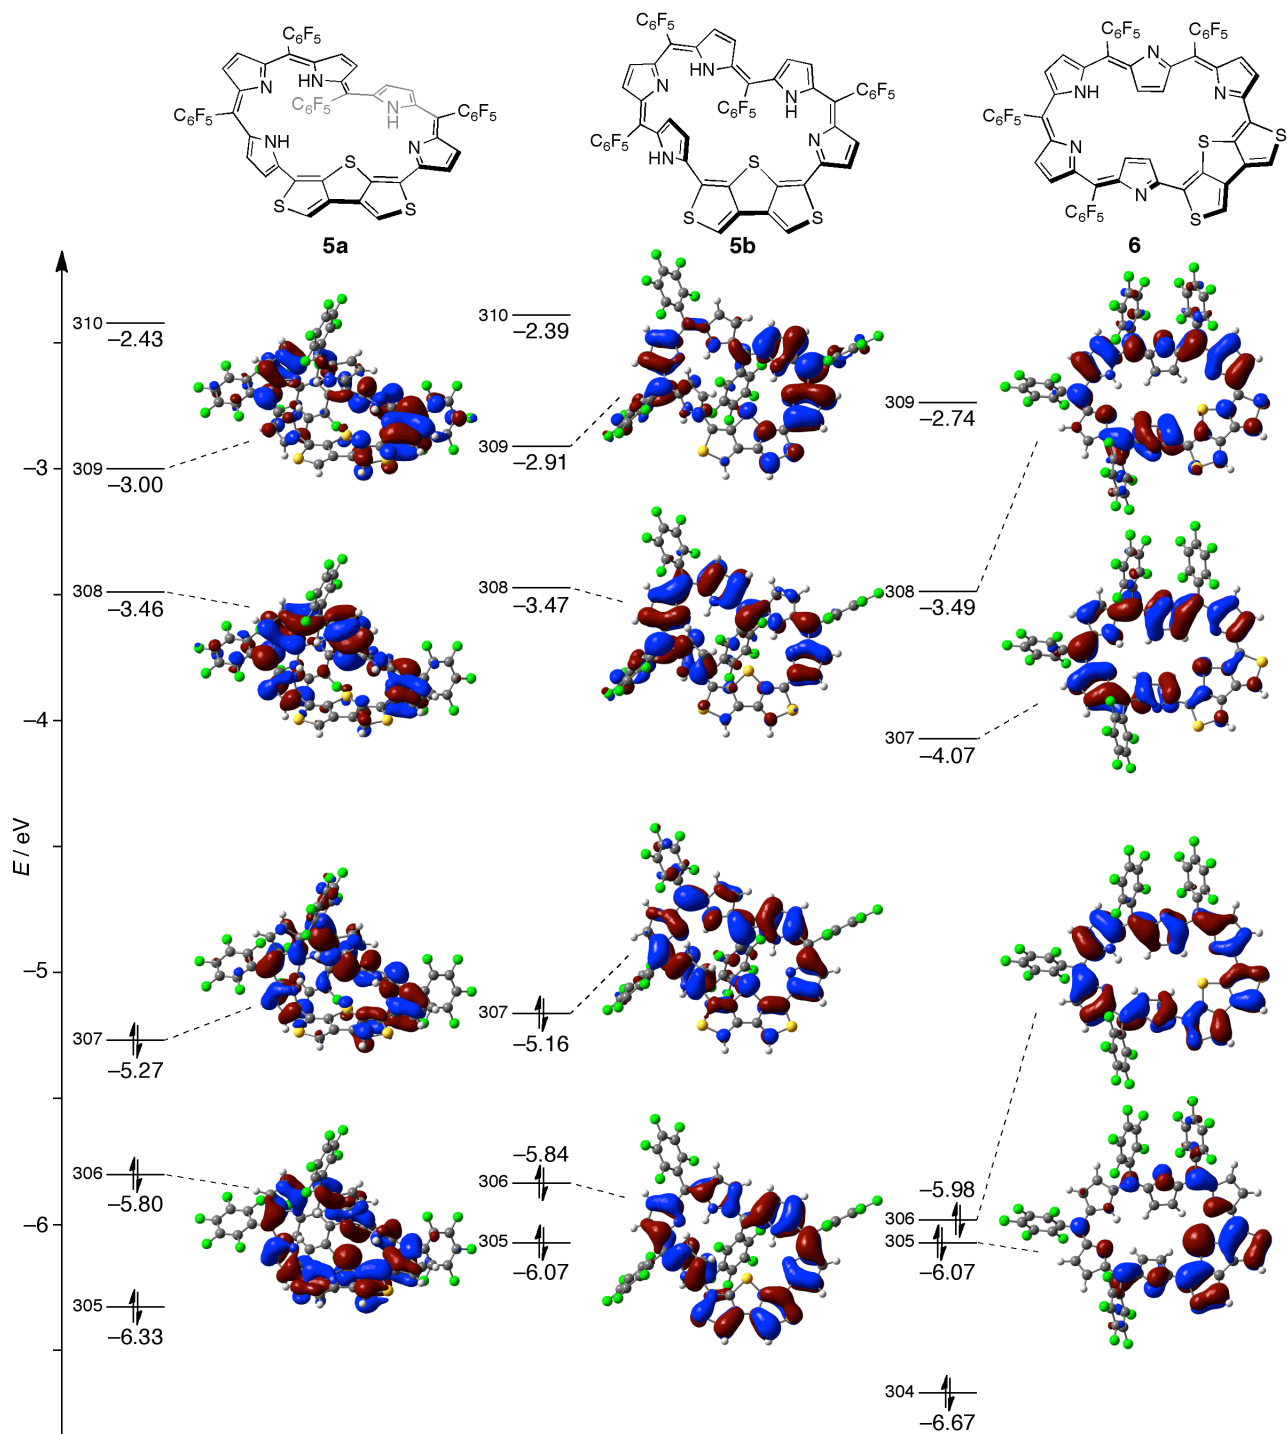 C₆F₅
C₆F₅
N
HN
C₆F₅
N
H
C₆F₅
NH
N
S
S
S
5a
C₆F₅
N
HN
C₆F₅
N
H
C₆F₅
C₆F₅
HN
N
S
S
S
5b
C₆F₅
C₆F₅
N
NH
N
C₆F₅
N
N
C₆F₅
S
S
S
6
E / eV
−3
−4
−5
−6
310
−2.43
309
−3.00
308
−3.46
307
−5.27
306
−5.80
305
−6.33
310
−2.39
309
−2.91
308
−3.47
307
−5.16
−5.84
306
305
−6.07
309
−2.74
308
−3.49
307
−4.07
−5.98
306
305
−6.07
304
−6.67